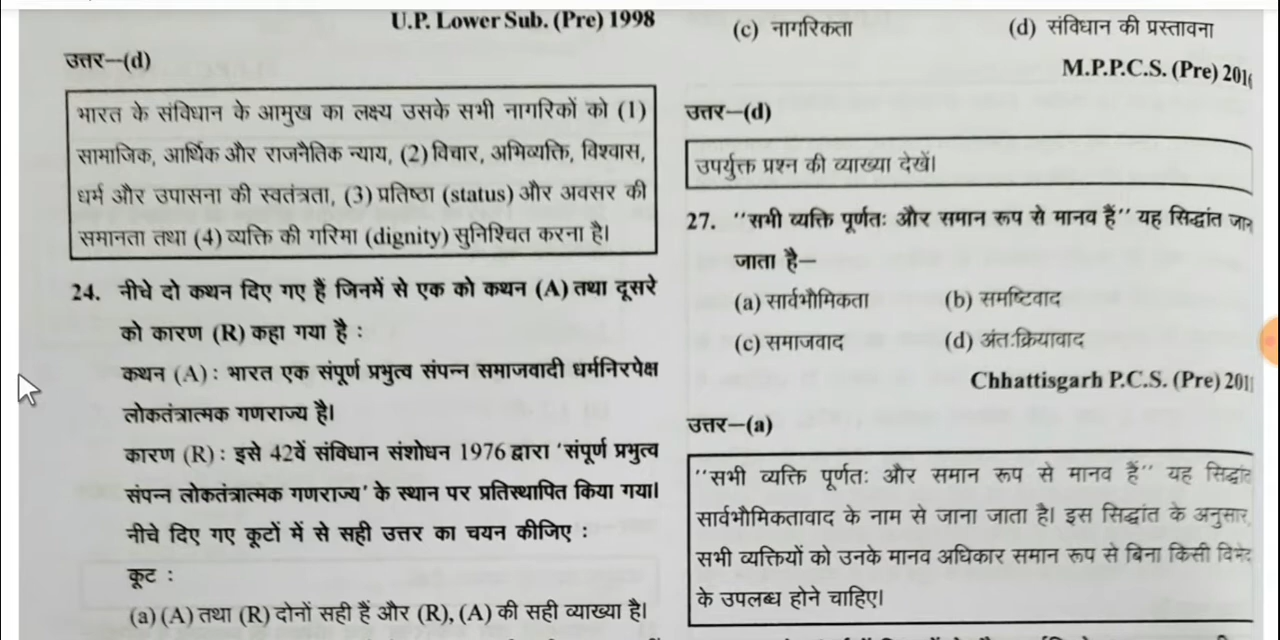 U.P. Lower Sub. (Pre) 1998
उत्तर–(d)
भारत के संविधान के आमुख का लक्ष्य उसके सभी नागरिकों को (1)
सामाजिक, आर्थिक और राजनैतिक न्याय, (2) विचार, अभिव्यक्ति, विश्वास,
धर्म और उपासना की स्वतंत्रता, (3) प्रतिष्ठा (status) और अवसर की
समानता तथा (4) व्यक्ति की गरिमा (dignity) सुनिश्चित करना है।
24. नीचे दो कथन दिए गए हैं जिनमें से एक को कथन (A) तथा दूसरे
को कारण (R) कहा गया है :
कथन (A) : भारत एक संपूर्ण प्रभुत्व संपन्न समाजवादी धर्मनिरपेक्ष
लोकतंत्रात्मक गणराज्य है।
कारण (R) : इसे 42वें संविधान संशोधन 1976 द्वारा 'संपूर्ण प्रभुत्व
संपन्न लोकतंत्रात्मक गणराज्य' के स्थान पर प्रतिस्थापित किया गया।
नीचे दिए गए कूटों में से सही उत्तर का चयन कीजिए :
कूट :
(a) (A) तथा (R) दोनों सही हैं और (R), (A) की सही व्याख्या है।
(c) नागरिकता (d) संविधान की प्रस्तावना
M.P.P.C.S. (Pre) 201
उत्तर–(d)
उपर्युक्त प्रश्न की व्याख्या देखें।
27. ''सभी व्यक्ति पूर्णतः और समान रूप से मानव हैं'' यह सिद्धांत जान
जाता है–
(a) सार्वभौमिकता (b) समष्टिवाद
(c) समाजवाद (d) अंतःक्रियावाद
Chhattisgarh P.C.S. (Pre) 201
उत्तर–(a)
''सभी व्यक्ति पूर्णतः और समान रूप से मानव हैं'' यह सिद्धांत
सार्वभौमिकतावाद के नाम से जाना जाता है। इस सिद्धांत के अनुसार,
सभी व्यक्तियों को उनके मानव अधिकार समान रूप से बिना किसी विभेद
के उपलब्ध होने चाहिए।